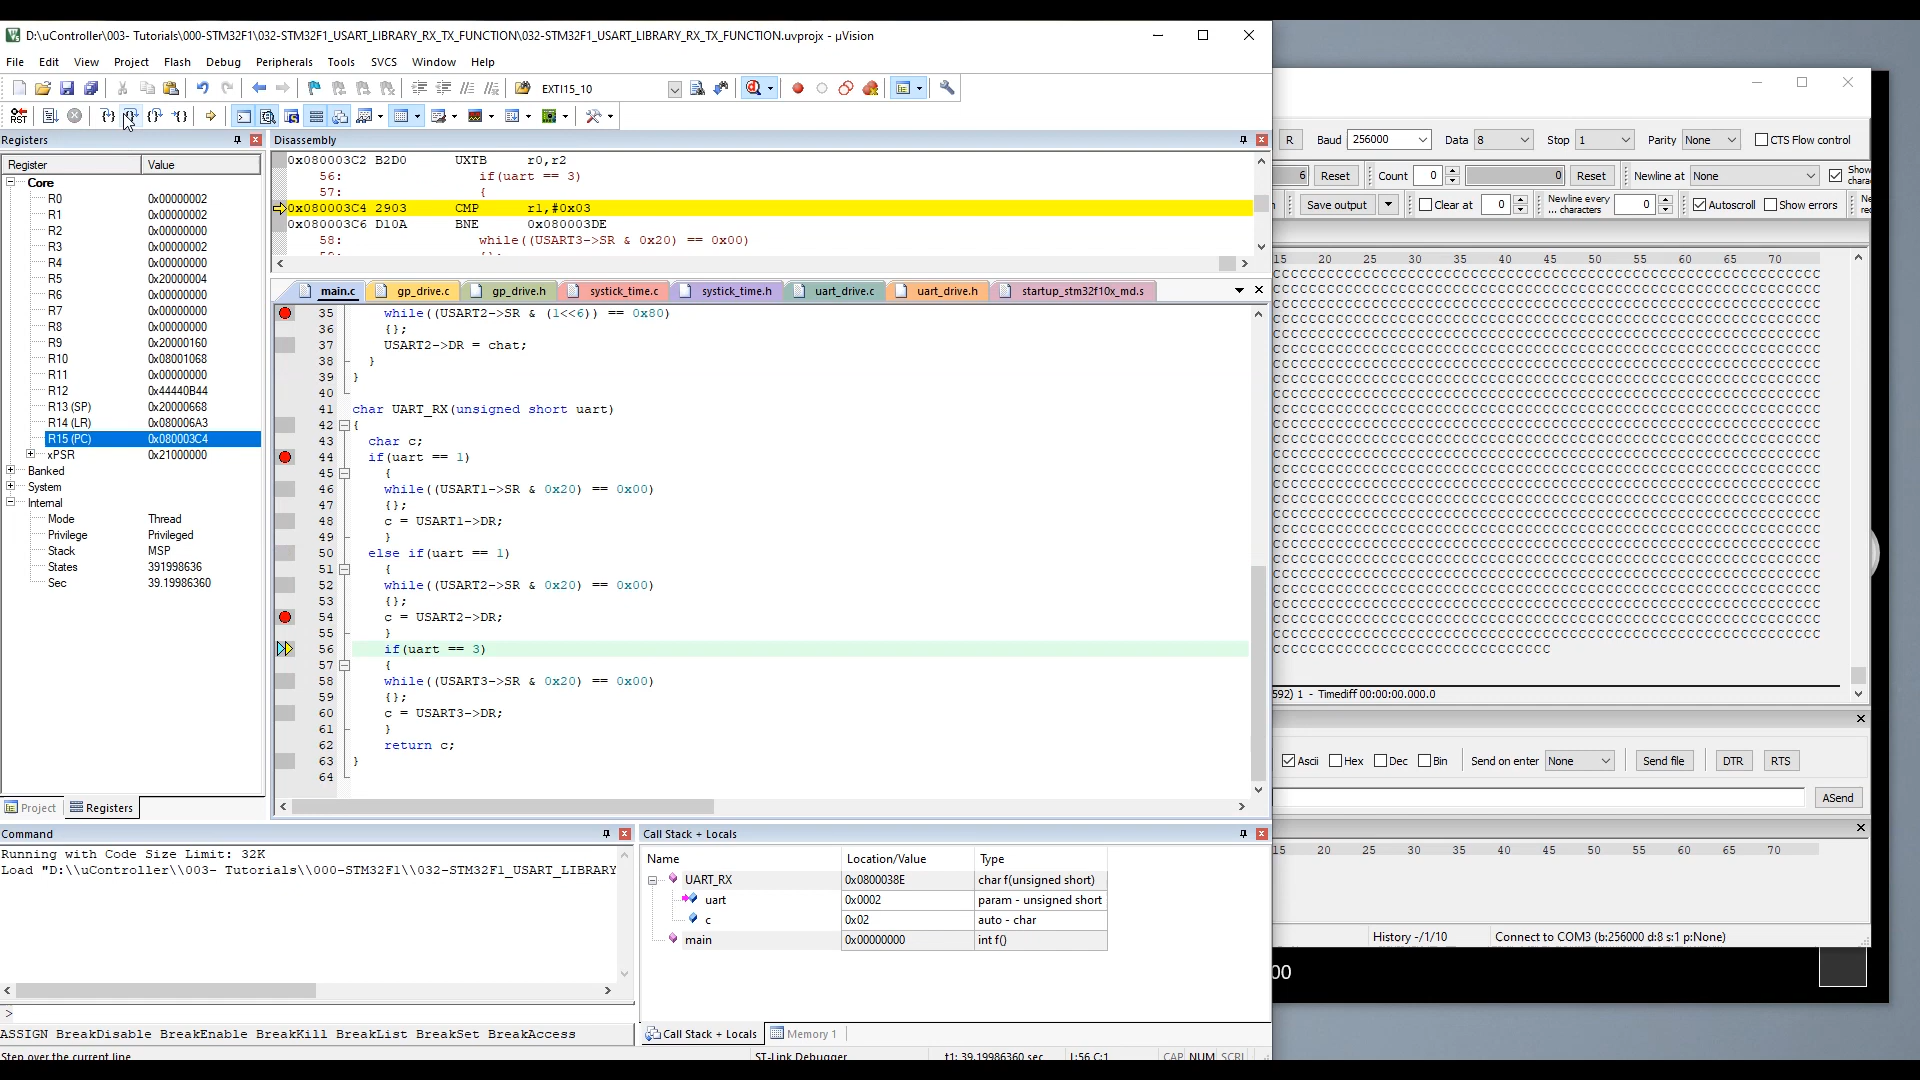 D:\uController\003- Tutorials\000-STM32F1\032-STM32F1_USART_LIBRARY_RX_TX_FUNCTION\032-STM32F1_USART_LIBRARY_RX_TX_FUNCTION.uvprojx - µVision
File Edit View Project Flash Debug Peripherals Tools SVCS Window Help
EXTI15_10
Registers
Register Value
Core
R0 0x00000002
R1 0x00000002
R2 0x00000000
R3 0x00000002
R4 0x00000000
R5 0x20000004
R6 0x00000000
R7 0x00000000
R8 0x00000000
R9 0x20000160
R10 0x08001068
R11 0x00000000
R12 0x44440B44
R13 (SP) 0x20000668
R14 (LR) 0x080006A3
R15 (PC) 0x080003C4
xPSR 0x21000000
Banked
System
Internal
Mode Thread
Privilege Privileged
Stack MSP
States 391998636
Sec 39.19986360
Project Registers
Disassembly
0x080003C2 B2D0 UXTB r0,r2
56: if(uart == 3)
57: {
0x080003C4 2903 CMP r1,#0x03
0x080003C6 D10A BNE 0x080003DE
58: while((USART3->SR & 0x20) == 0x00)
main.c gp_drive.c gp_drive.h systick_time.c systick_time.h uart_drive.c uart_drive.h startup_stm32f10x_md.s
35 while((USART2->SR & (1<<6)) == 0x80)
36 {};
37 USART2->DR = chat;
38 }
39 }
40
41 char UART_RX(unsigned short uart)
42 {
43 char c;
44 if(uart == 1)
45 {
46 while((USART1->SR & 0x20) == 0x00)
47 {};
48 c = USART1->DR;
49 }
50 else if(uart == 1)
51 {
52 while((USART2->SR & 0x20) == 0x00)
53 {};
54 c = USART2->DR;
55 }
56 if(uart == 3)
57 {
58 while((USART3->SR & 0x20) == 0x00)
59 {};
60 c = USART3->DR;
61 }
62 return c;
63 }
64
Command
Running with Code Size Limit: 32K
Load "D:\\uController\\003- Tutorials\\000-STM32F1\\032-STM32F1_USART_LIBRARY
>
ASSIGN BreakDisable BreakEnable BreakKill BreakList BreakSet BreakAccess
Call Stack + Locals
Name Location/Value Type
UART_RX 0x0800038E char f(unsigned short)
uart 0x0002 param - unsigned short
c 0x02 auto - char
main 0x00000000 int f()
Call Stack + Locals Memory 1
Step over the current line ST-Link Debugger t1: 39.19986360 sec L:56 C:1 CAP NUM SCRL
R Baud 256000 Data 8 Stop 1 Parity None CTS Flow control
6 Reset Count 0 0 Reset Newline at None Show
Save output Clear at 0 Newline every ... characters 0 Autoscroll Show errors
15 20 25 30 35 40 45 50 55 60 65 70
592) 1 - Timediff 00:00:00.000.0
Ascii Hex Dec Bin Send on enter None Send file DTR RTS
ASend
15 20 25 30 35 40 45 50 55 60 65 70
History -/1/10 Connect to COM3 (b:256000 d:8 s:1 p:None)
00